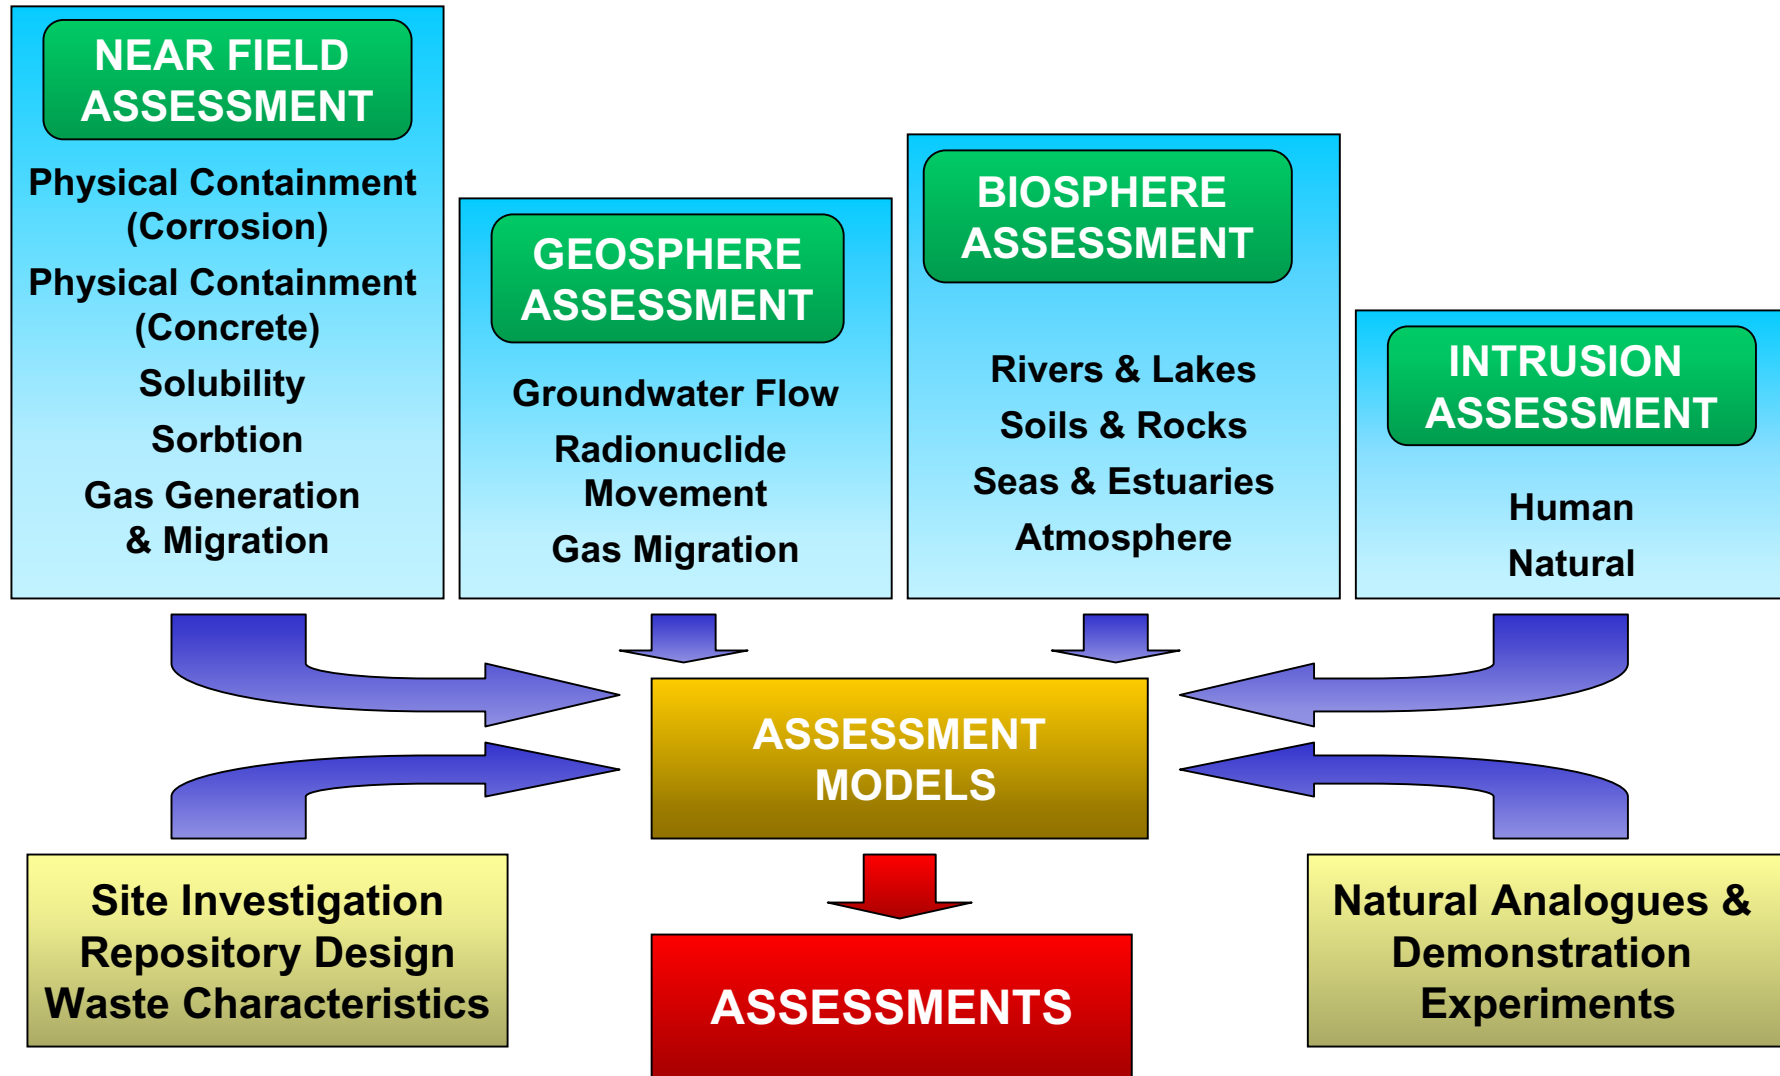 NEAR FIELD
ASSESSMENT
Physical Containment
(Corrosion)
Physical Containment
(Concrete)
Solubility
Sorbtion
Gas Generation
& Migration
GEOSPHERE
ASSESSMENT
Groundwater Flow
Radionuclide
Movement
Gas Migration
BIOSPHERE
ASSESSMENT
Rivers & Lakes
Soils & Rocks
Seas & Estuaries
Atmosphere
INTRUSION
ASSESSMENT
Human
Natural
ASSESSMENT
MODELS
Site Investigation
Repository Design
Waste Characteristics
ASSESSMENTS
Natural Analogues &
Demonstration
Experiments